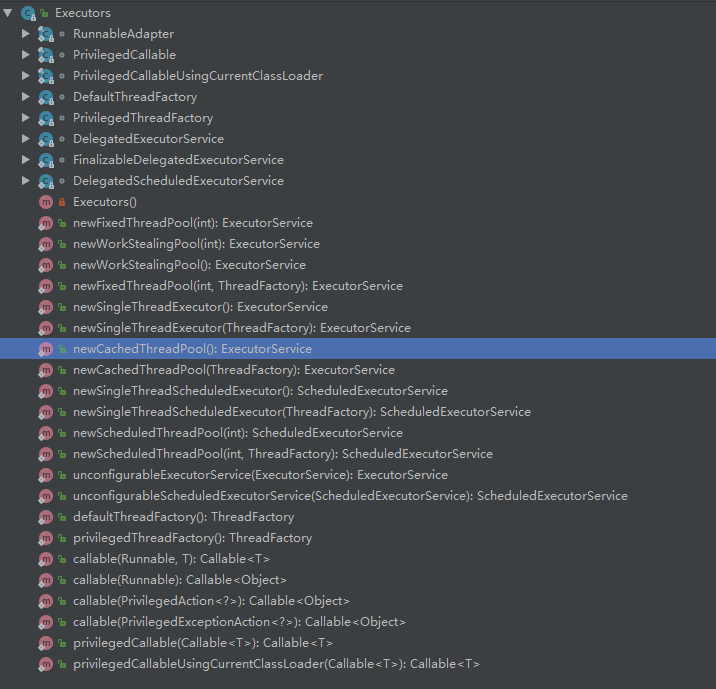 Executors
RunnableAdapter
PrivilegedCallable
PrivilegedCallableUsingCurrentClassLoader
DefaultThreadFactory
PrivilegedThreadFactory
DelegatedExecutorService
FinalizableDelegatedExecutorService
DelegatedScheduledExecutorService
Executors()
newFixedThreadPool(int): ExecutorService
newWorkStealingPool(int): ExecutorService
newWorkStealingPool(): ExecutorService
newFixedThreadPool(int, ThreadFactory): ExecutorService
newSingleThreadExecutor(): ExecutorService
newSingleThreadExecutor(ThreadFactory): ExecutorService
newCachedThreadPool(): ExecutorService
newCachedThreadPool(ThreadFactory): ExecutorService
newSingleThreadScheduledExecutor(): ScheduledExecutorService
newSingleThreadScheduledExecutor(ThreadFactory): ScheduledExecutorService
newScheduledThreadPool(int): ScheduledExecutorService
newScheduledThreadPool(int, ThreadFactory): ScheduledExecutorService
unconfigurableExecutorService(ExecutorService): ExecutorService
unconfigurableScheduledExecutorService(ScheduledExecutorService): ScheduledExecutorService
defaultThreadFactory(): ThreadFactory
privilegedThreadFactory(): ThreadFactory
callable(Runnable, T): Callable<T>
callable(Runnable): Callable<Object>
callable(PrivilegedAction<?>): Callable<Object>
callable(PrivilegedExceptionAction<?>): Callable<Object>
privilegedCallable(Callable<T>): Callable<T>
privilegedCallableUsingCurrentClassLoader(Callable<T>): Callable<T>